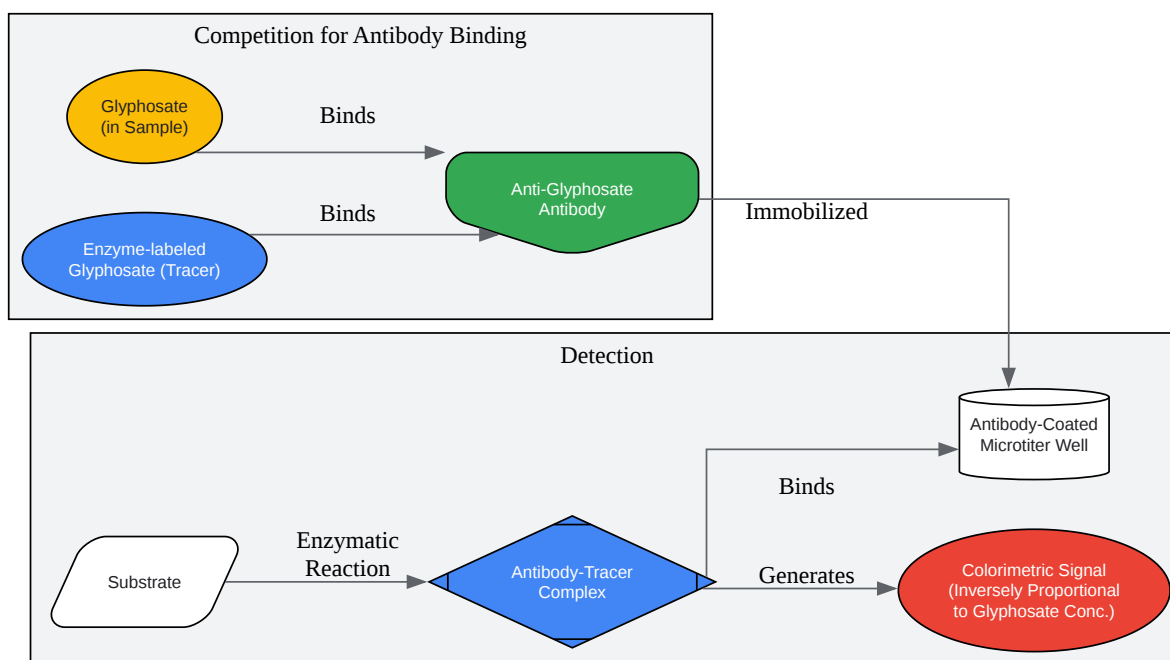 Competition for Antibody Binding
Glyphosate
(in Sample)
Binds
Anti-Glyphosate
Antibody
Immobilized
Binds
Enzyme-labeled
Glyphosate (Tracer)
Detection
Antibody-Coated
Microtiter Well
Binds
Substrate
Enzymatic
Reaction
Antibody-Tracer
Complex
Generates
Colorimetric Signal
(Inversely Proportional
to Glyphosate Conc.)